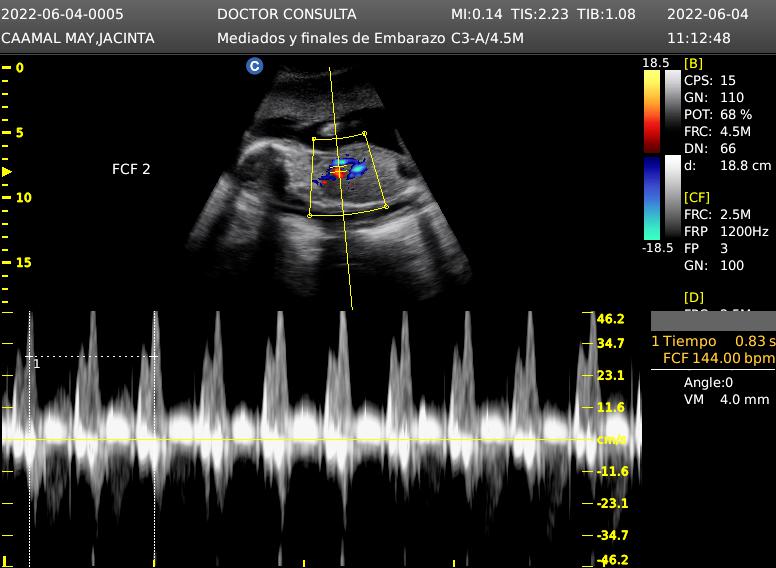 2022-06-04-0005 DOCTOR CONSULTA MI:0.14 TIS:2.23 TIB:1.08 2022-06-04
CAAMAL MAY,JACINTA Mediados y finales de Embarazo C3-A/4.5M 11:12:48
C
0
5
10
15
FCF 2
18.5
-18.5
[B]
CPS: 15
GN: 110
POT: 68 %
FRC: 4.5M
DN: 66
d: 18.8 cm
[CF]
FRC: 2.5M
FRP 1200Hz
FP 3
GN: 100
[D]
1 Tiempo 0.83 s
FCF 144.00 bpm
Angle:0
VM 4.0 mm
1
46.2
34.7
23.1
11.6
cm/s
-11.6
-23.1
-34.7
-46.2